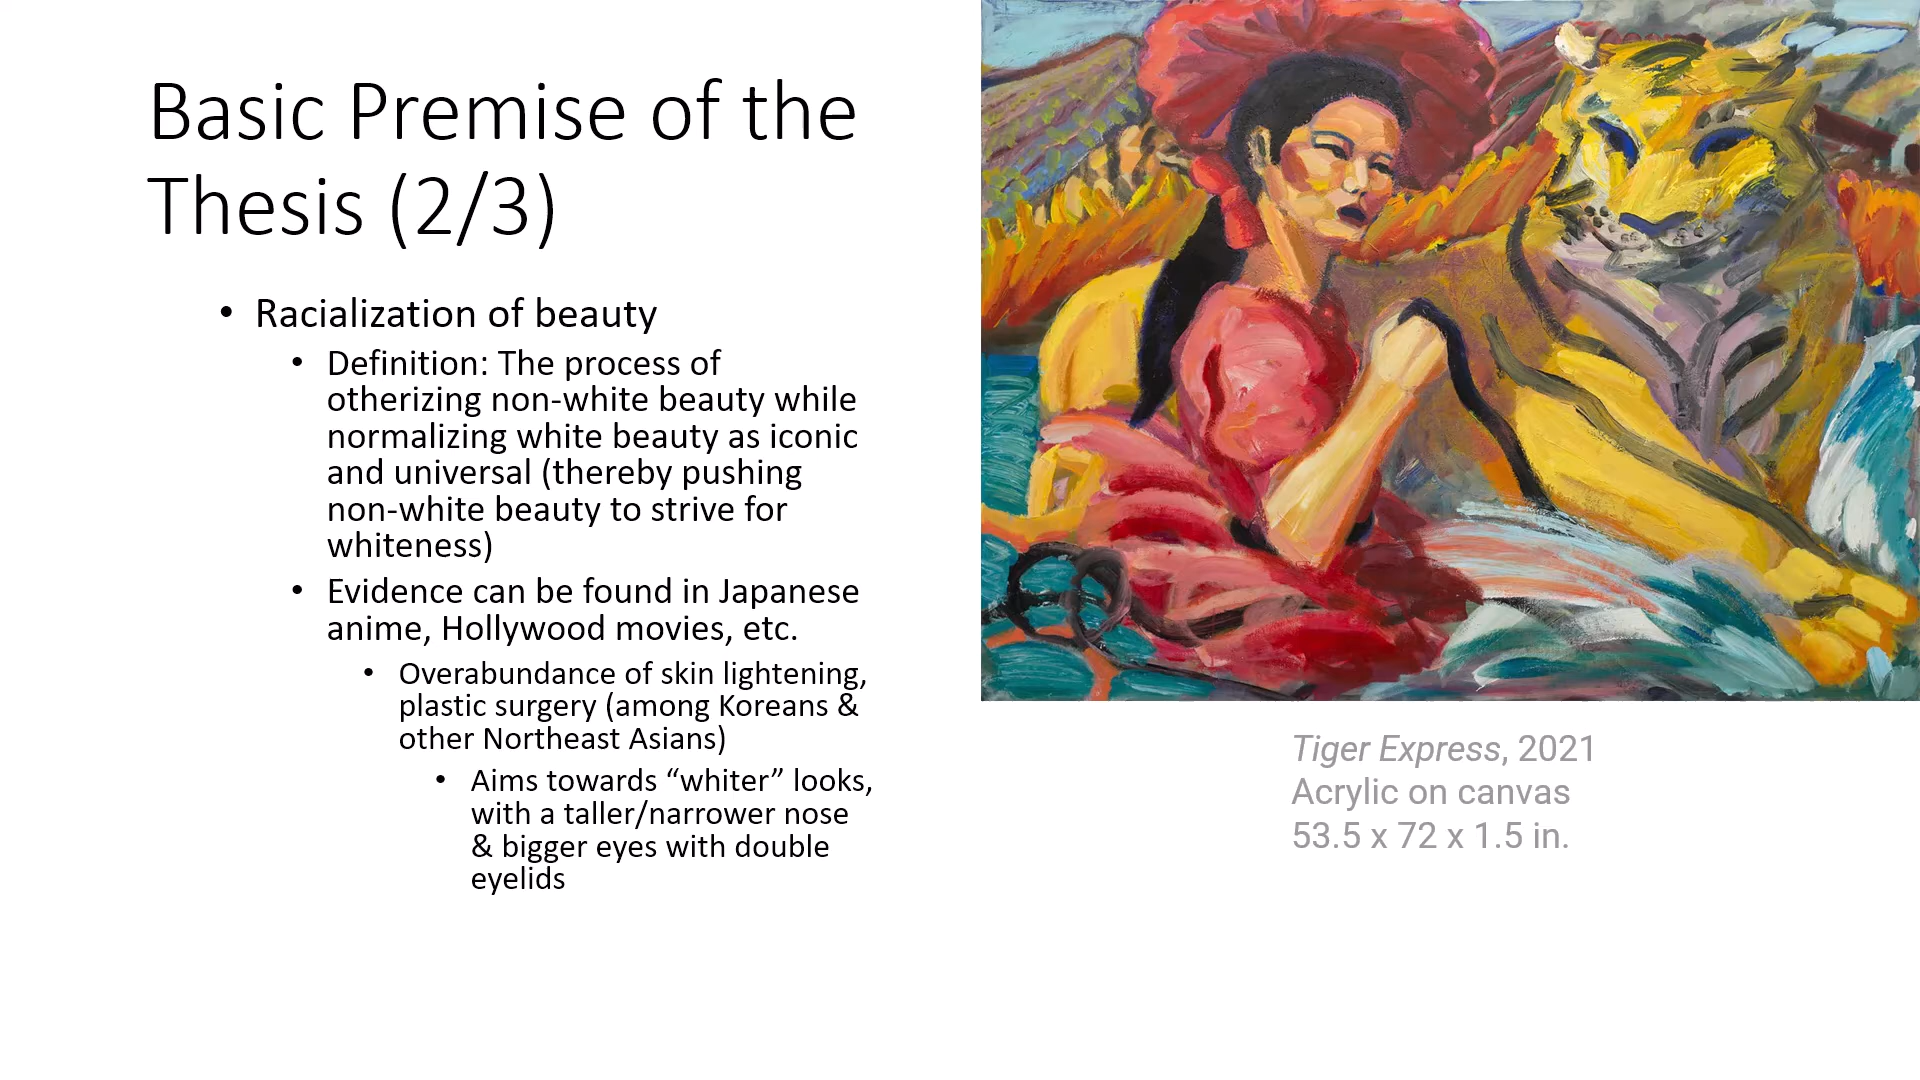 Basic Premise of the
Thesis (2/3)
• Racialization of beauty
• Definition: The process of
otherizing non-white beauty while
normalizing white beauty as iconic
and universal (thereby pushing
non-white beauty to strive for
whiteness)
• Evidence can be found in Japanese
anime, Hollywood movies, etc.
• Overabundance of skin lightening,
plastic surgery (among Koreans &
other Northeast Asians)
• Aims towards “whiter” looks,
with a taller/narrower nose
& bigger eyes with double
eyelids
Tiger Express, 2021
Acrylic on canvas
53.5 x 72 x 1.5 in.